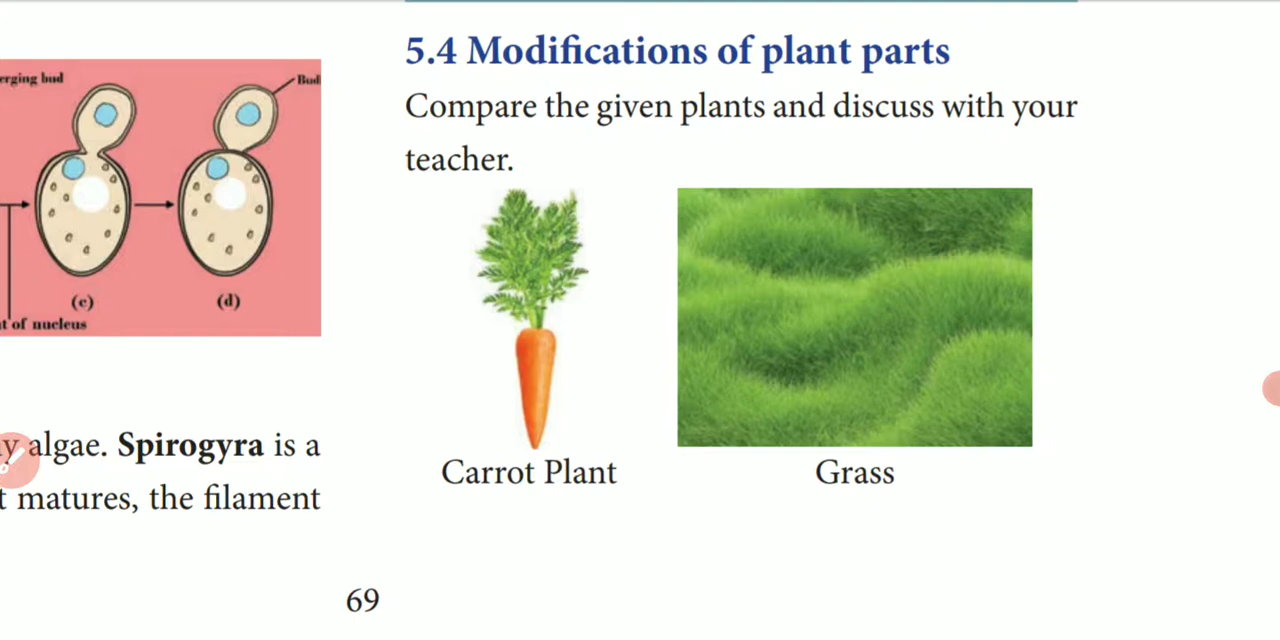 erging bud
Bud
(c)
(d)
t of nucleus
y algae. Spirogyra is a
t matures, the filament
69
5.4 Modifications of plant parts
Compare the given plants and discuss with your
teacher.
Carrot Plant
Grass